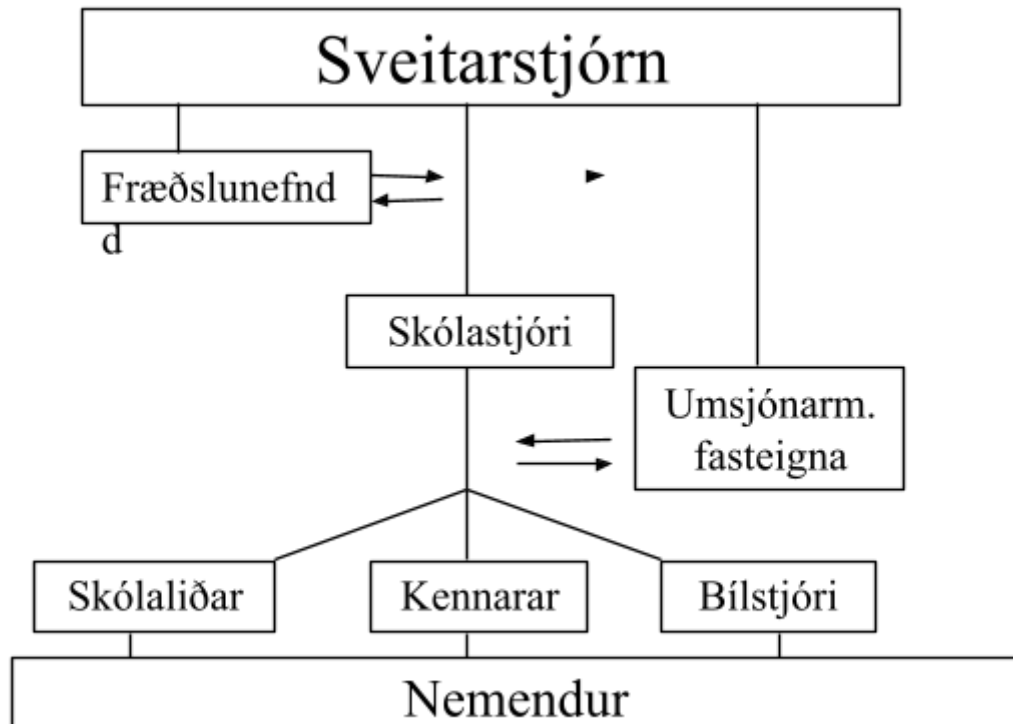 Sveitarstjórn
Fræðslunefnd
d
Skólastjóri
Umsjónarm.
fasteigna
Skólaliðar
Kennarar
Bílstjóri
Nemendur